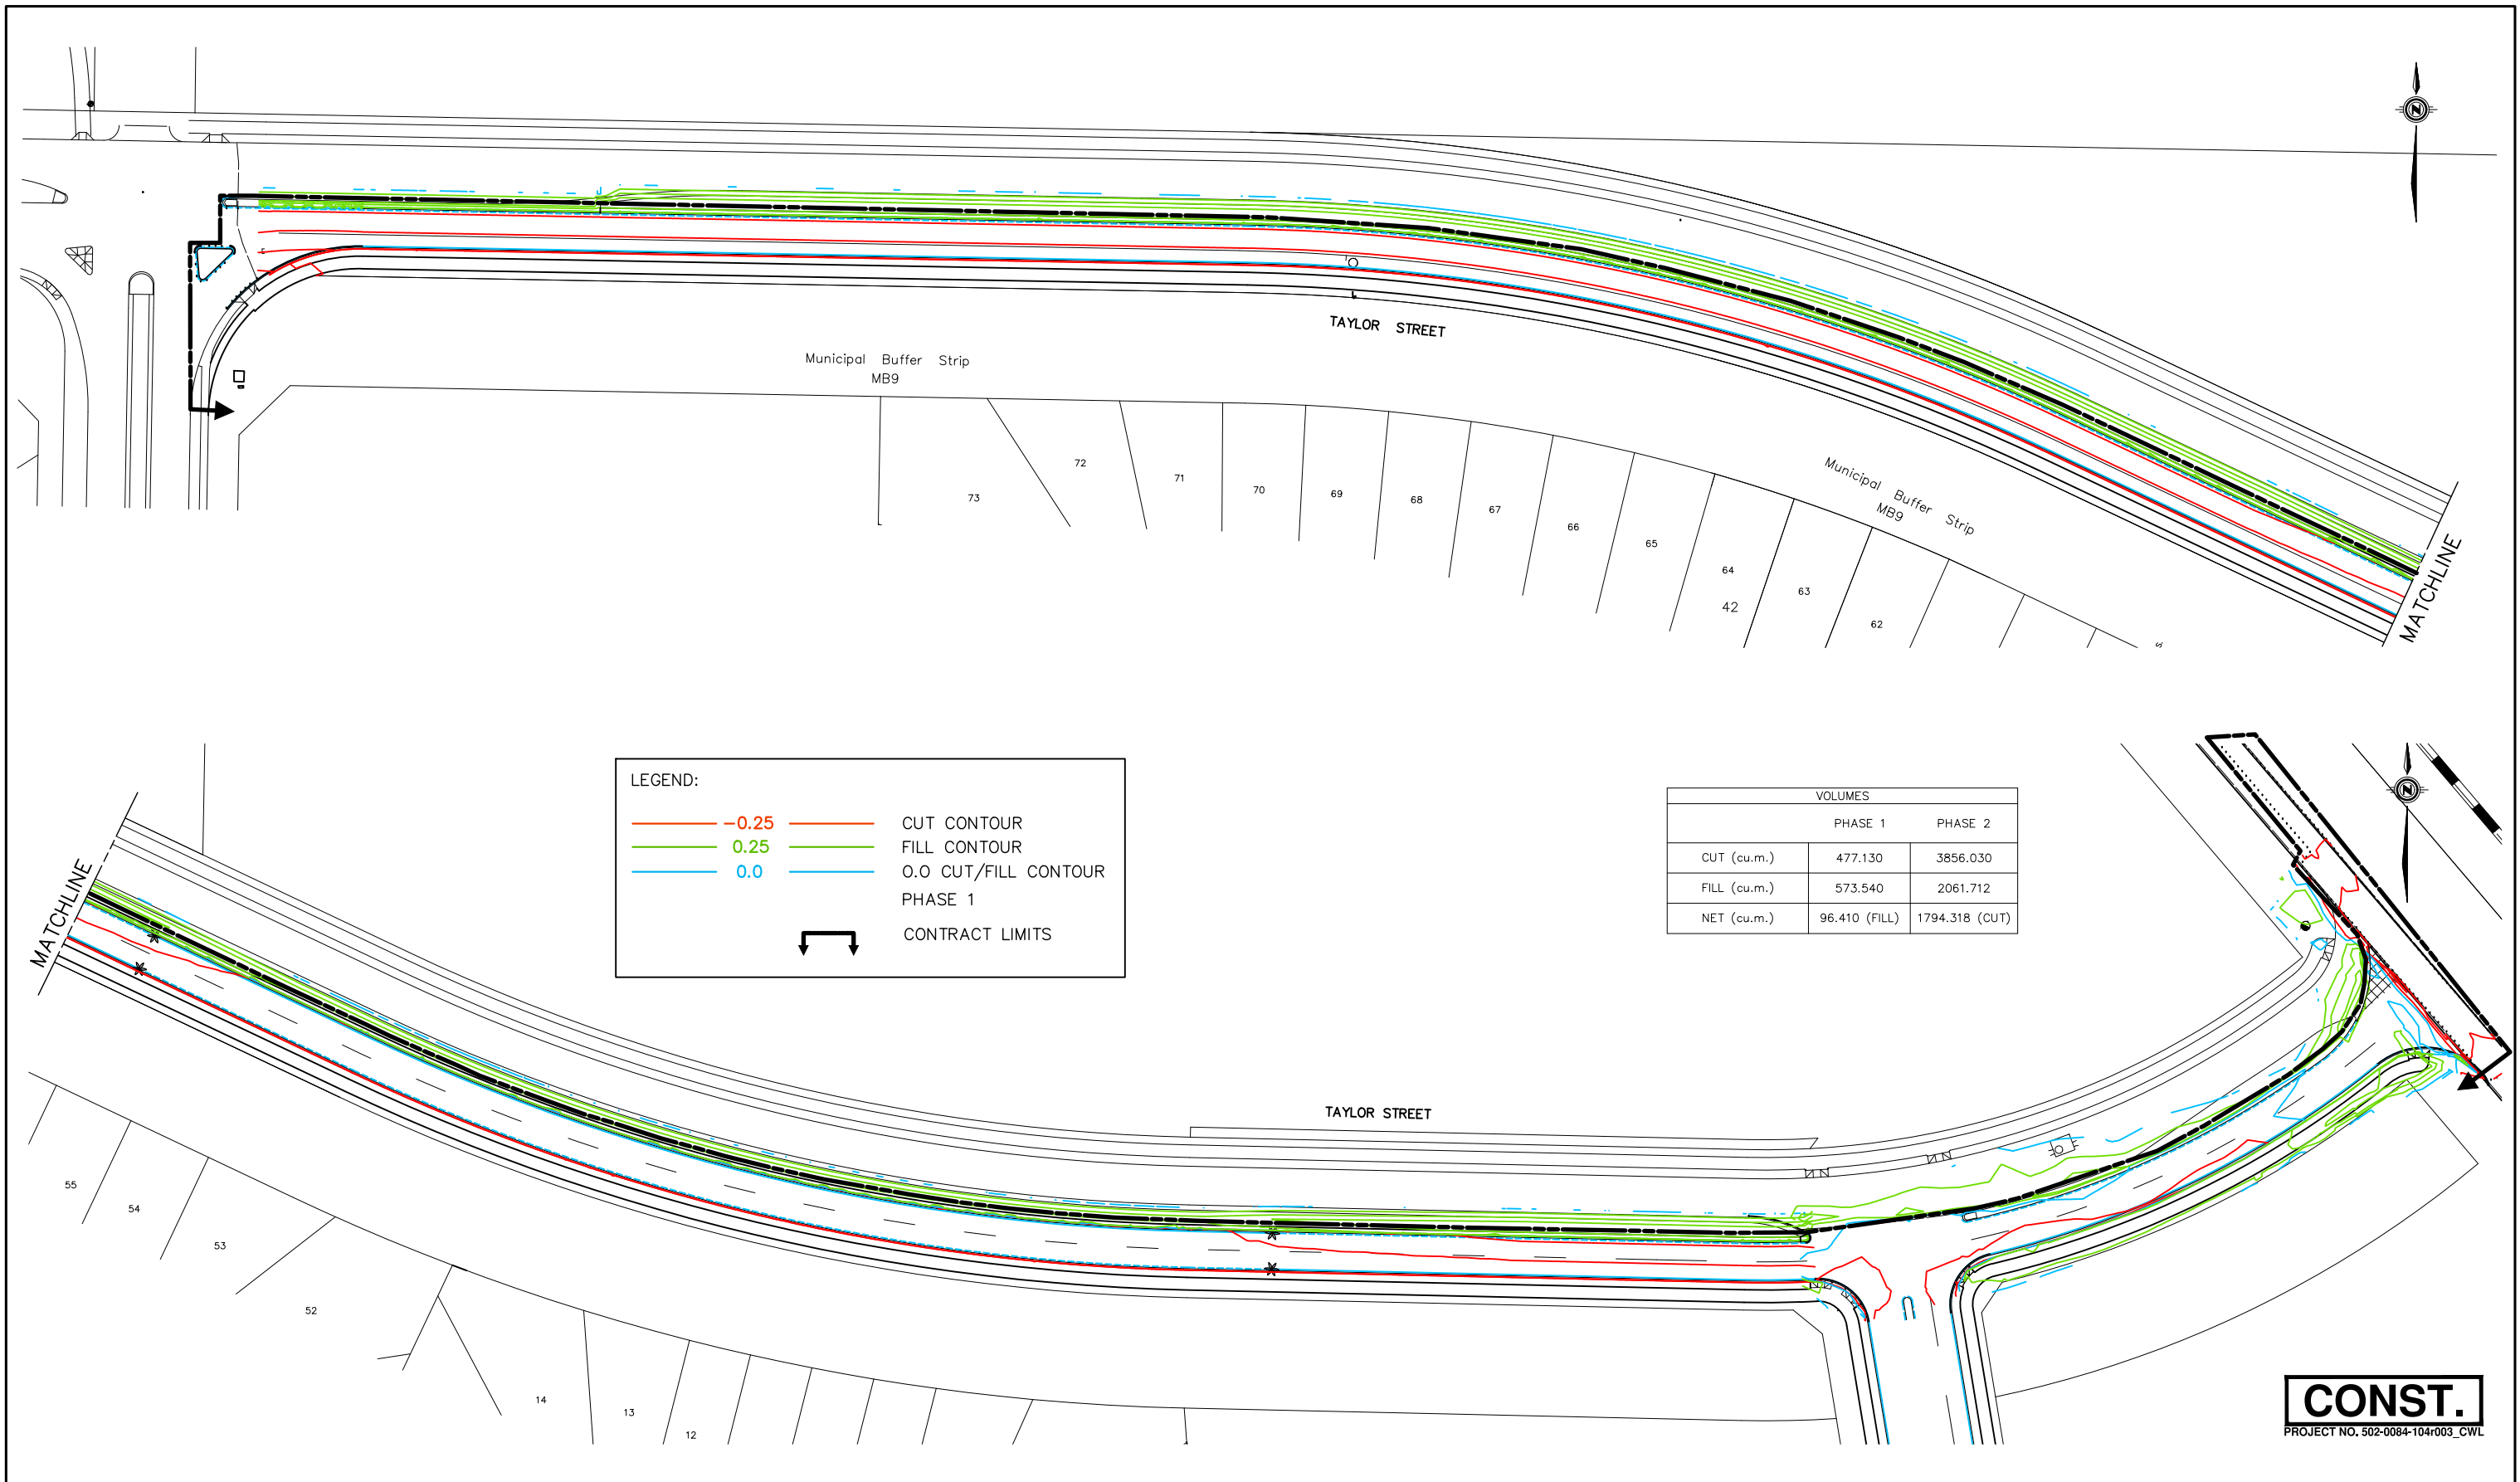 N
TAYLOR STREET
Municipal Buffer Strip
MB9
73
72
71
70
69
68
67
66
65
64
42
63
62
Municipal Buffer Strip
MB9
MATCHLINE
LEGEND:
-0.25 CUT CONTOUR
0.25 FILL CONTOUR
0.0 0.0 CUT/FILL CONTOUR
PHASE 1
CONTRACT LIMITS
VOLUMES
PHASE 1 PHASE 2
CUT (cu.m.) 477.130 3856.030
FILL (cu.m.) 573.540 2061.712
NET (cu.m.) 96.410 (FILL) 1794.318 (CUT)
N
MATCHLINE
TAYLOR STREET
55
54
53
52
14
13
12
CONST.
PROJECT NO. 502-0084-104r003_CWL